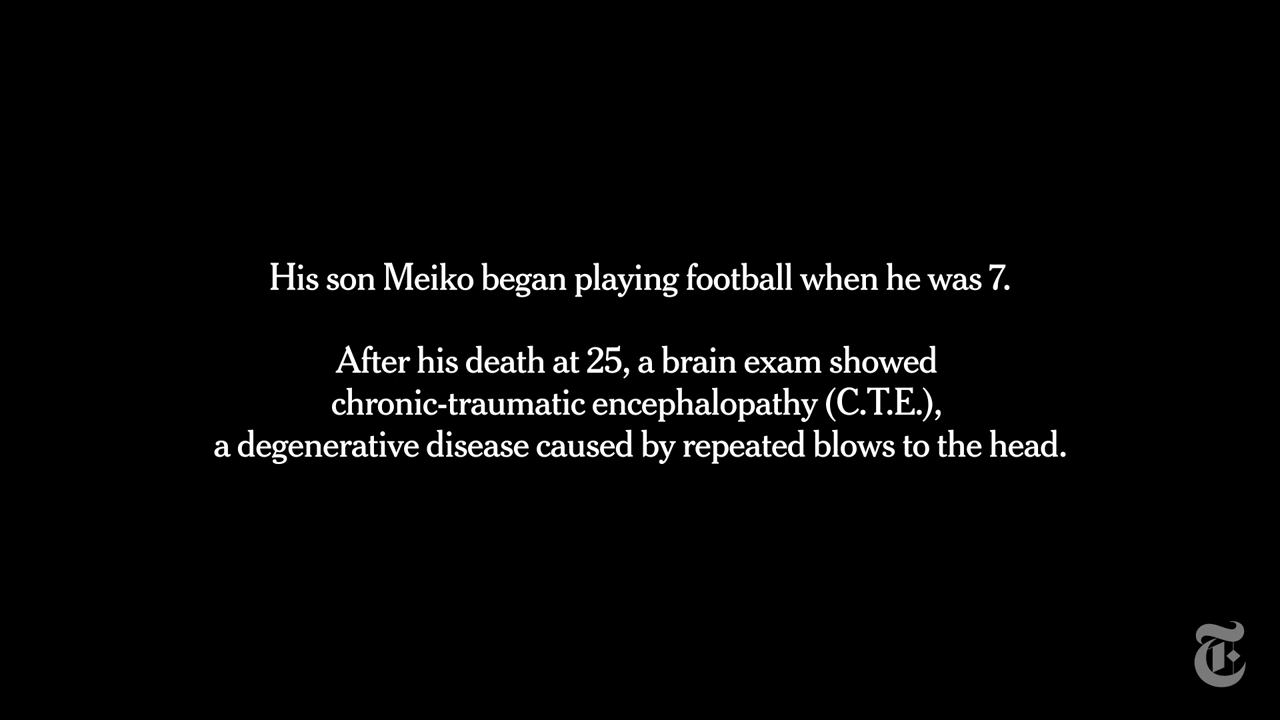 His son Meiko began playing football when he was 7.
After his death at 25, a brain exam showed
chronic-traumatic encephalopathy (C.T.E.),
a degenerative disease caused by repeated blows to the head.
T